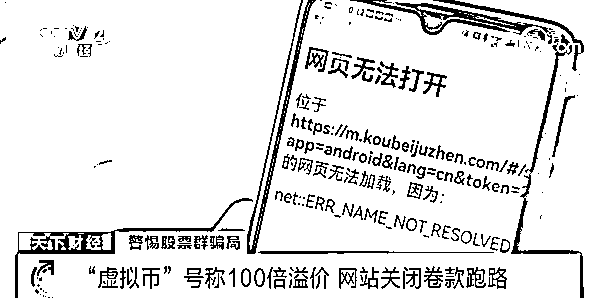 CCTV 2
财经
网页无法打开
位于
https://m.koubeijuzhen.com/#/
app=android&lang=cn&token=
的网页无法加载，因为：
net::ERR_NAME_NOT_RESOLVED
天下财经 警惕股票群骗局
“虚拟币”号称100倍溢价 网站关闭卷款跑路